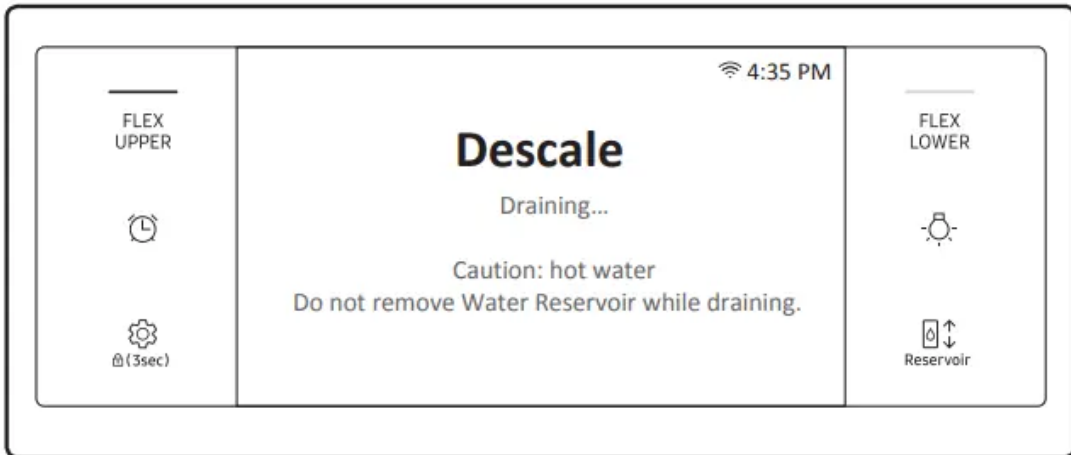 4:35 PM
FLEX
UPPER
Descale
Draining...
Caution: hot water
Do not remove Water Reservoir while draining.
(3sec)
FLEX
LOWER
Reservoir